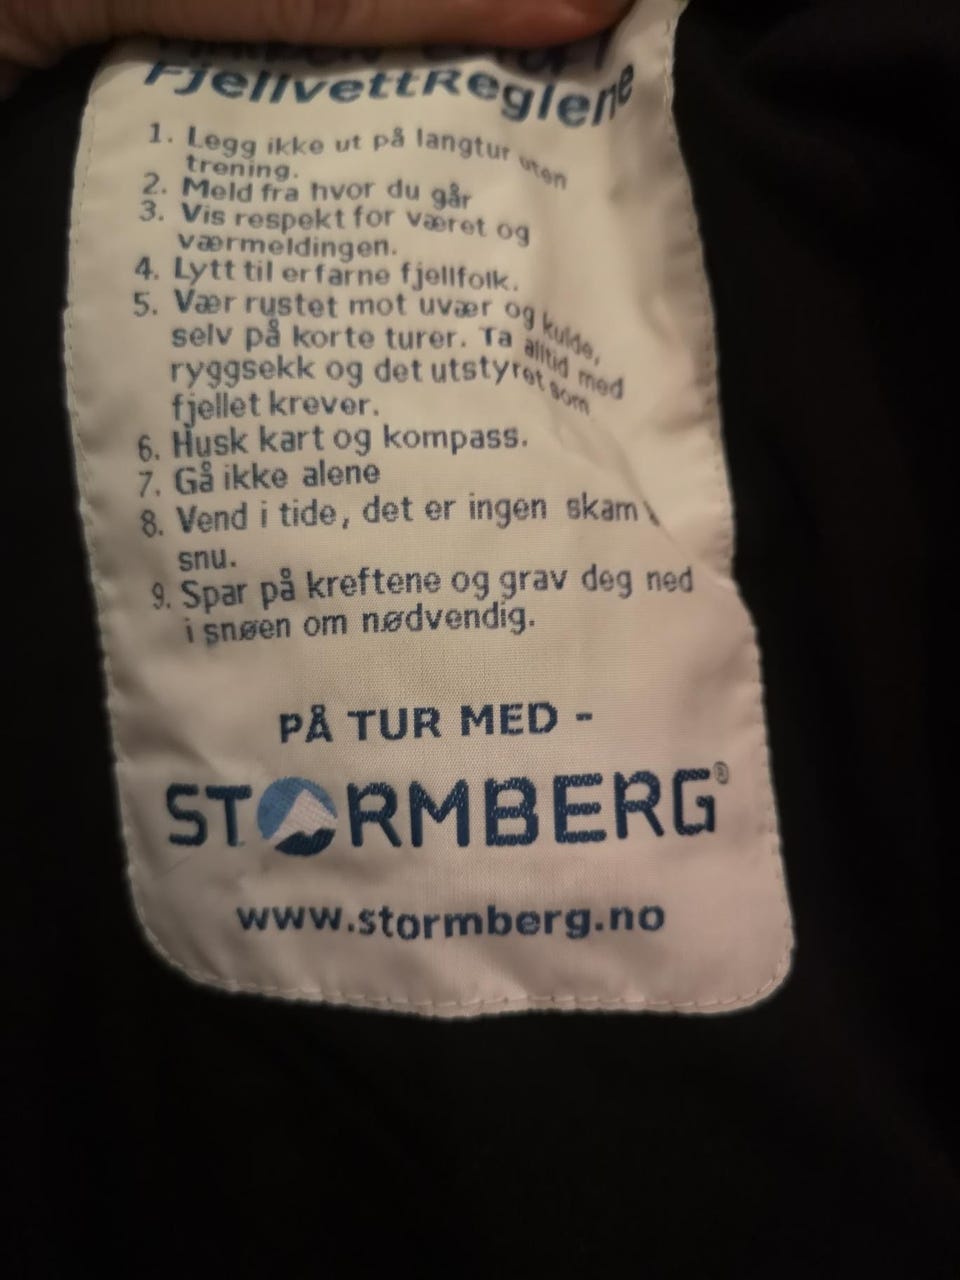 FjellvettReglene
1. Legg ikke ut på langtur uten
trening.
2. Meld fra hvor du går
3. Vis respekt for været og
værmeldingen.
4. Lytt til erfarne fjellfolk.
5. Vær rustet mot uvær og kulde,
selv på korte turer. Ta alltid med
ryggsekk og det utstyret som
fjellet krever.
6. Husk kart og kompass.
7. Gå ikke alene
8. Vend i tide, det er ingen skam
snu.
9. Spar på kreftene og grav deg ned
i snøen om nødvendig.
PÅ TUR MED -
STORMBERG®
www.stormberg.no